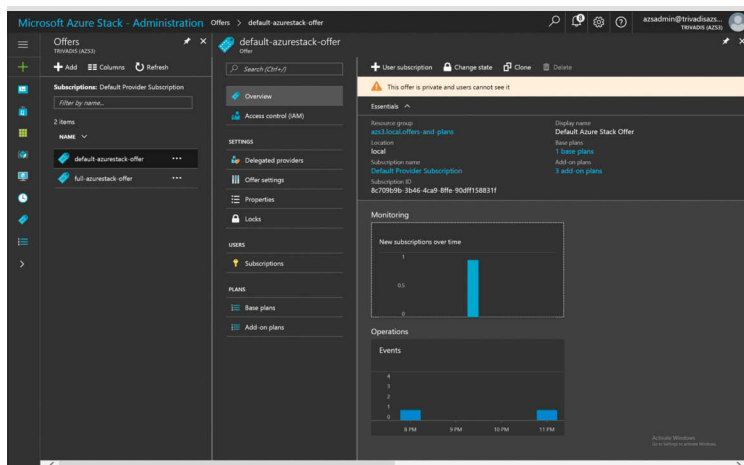 Microsoft Azure Stack - Administration Offers > default-azurestack-offer
azsadmin@trivadisazs...
TRIVADIS (AZS3)
Offers
TRIVADIS (AZS3)
Add Columns Refresh
Subscriptions: Default Provider Subscription
Filter by name...
2 items
NAME
default-azurestack-offer ...
full-azurestack-offer ...
default-azurestack-offer
Offer
Search (Ctrl+/)
Overview
Access control (IAM)
SETTINGS
Delegated providers
Offer settings
Properties
Locks
USERS
Subscriptions
PLANS
Base plans
Add-on plans
User subscription Change state Clone Delete
This offer is private and users cannot see it
Essentials
Resource group
azs3.local.offers-and-plans
Location
local
Subscription name
Default Provider Subscription
Subscription ID
8c709b9b-3b46-4ca9-8ffe-90dff158831f
Display name
Default Azure Stack Offer
Base plans
1 base plans
Add-on plans
3 add-on plans
Monitoring
New subscriptions over time
1
0.5
0
Operations
Events
4
3
2
1
0
8 PM 9 PM 10 PM 11 PM
Activate Windows
Go to Settings to activate Windows.